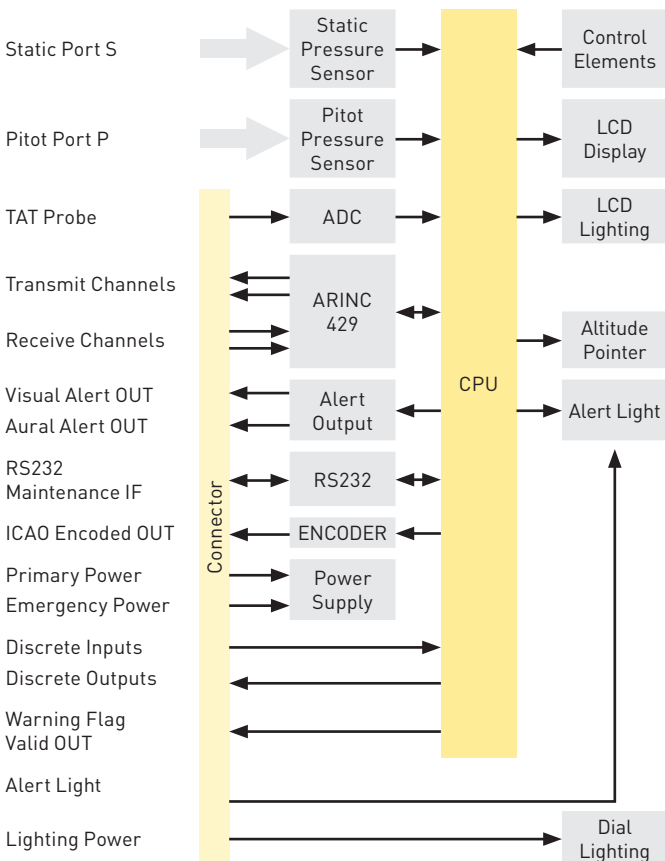 Static Port S
Static
Pressure
Sensor
Control
Elements
Pitot Port P
Pitot
Pressure
Sensor
LCD
Display
TAT Probe
ADC
LCD
Lighting
Transmit Channels
Receive Channels
ARINC
429
Altitude
Pointer
CPU
Visual Alert OUT
Aural Alert OUT
Alert
Output
Alert Light
RS232
Maintenance IF
RS232
Connector
ICAO Encoded OUT
ENCODER
Primary Power
Emergency Power
Power
Supply
Discrete Inputs
Discrete Outputs
Warning Flag
Valid OUT
Alert Light
Lighting Power
Dial
Lighting